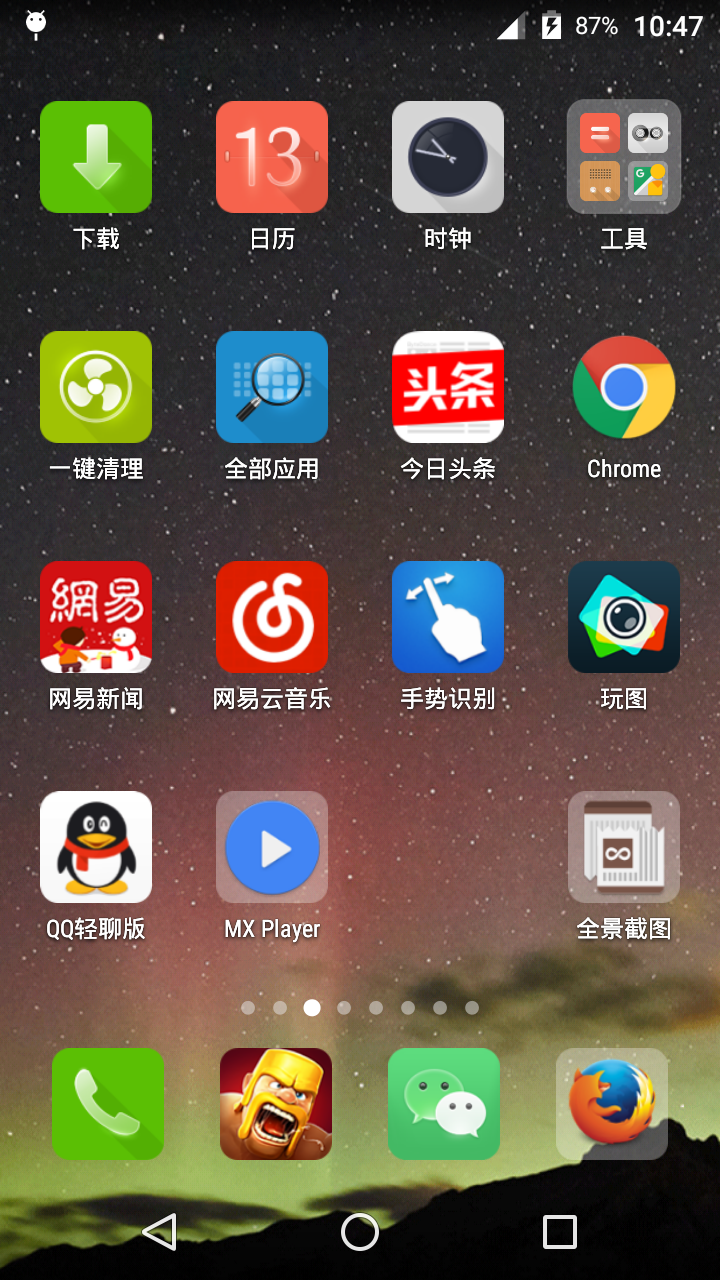 87% 10:47
13
下载 日历 时钟 工具
头条
一键清理 全部应用 今日头条 Chrome
網易
网易新闻 网易云音乐 手势识别 玩图
QQ轻聊版 MX Player 全景截图